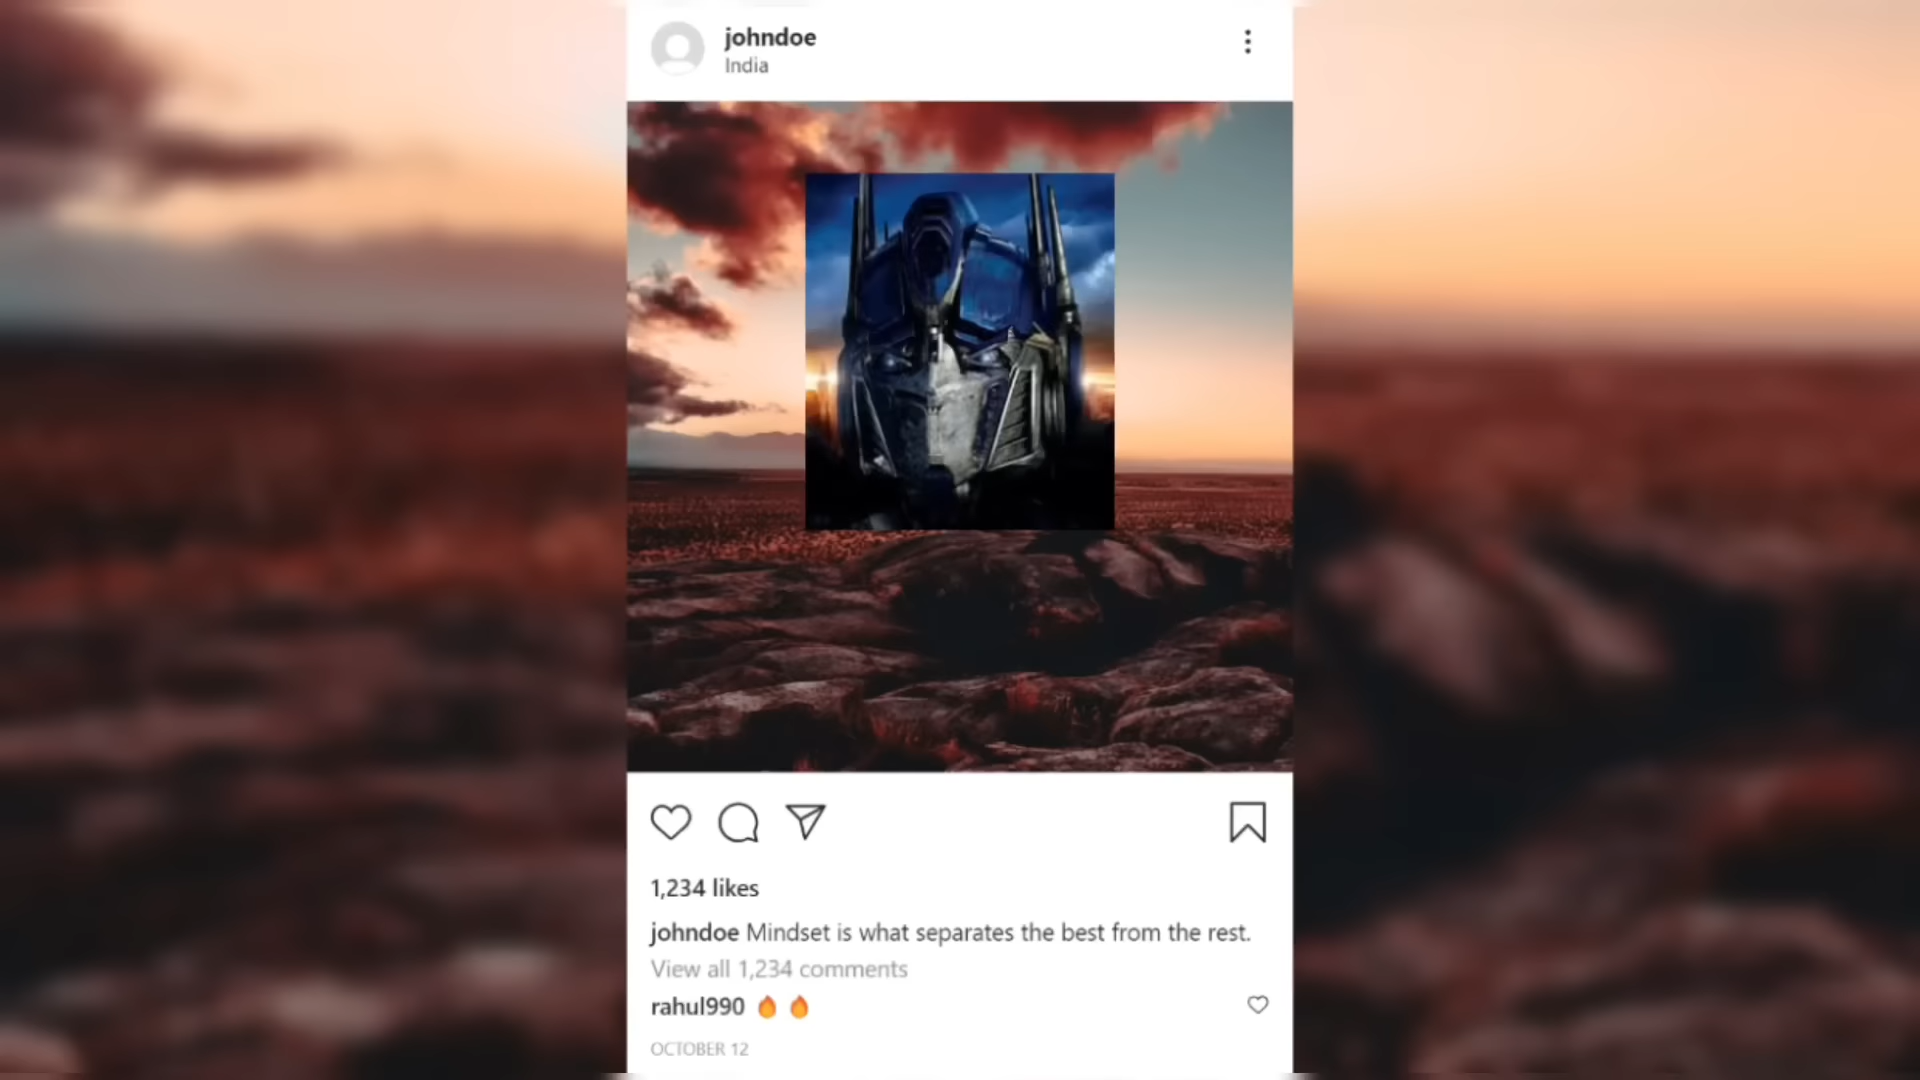 johndoe
India
1,234 likes
johndoe Mindset is what separates the best from the rest.
View all 1,234 comments
rahul990 🔥 🔥
OCTOBER 12